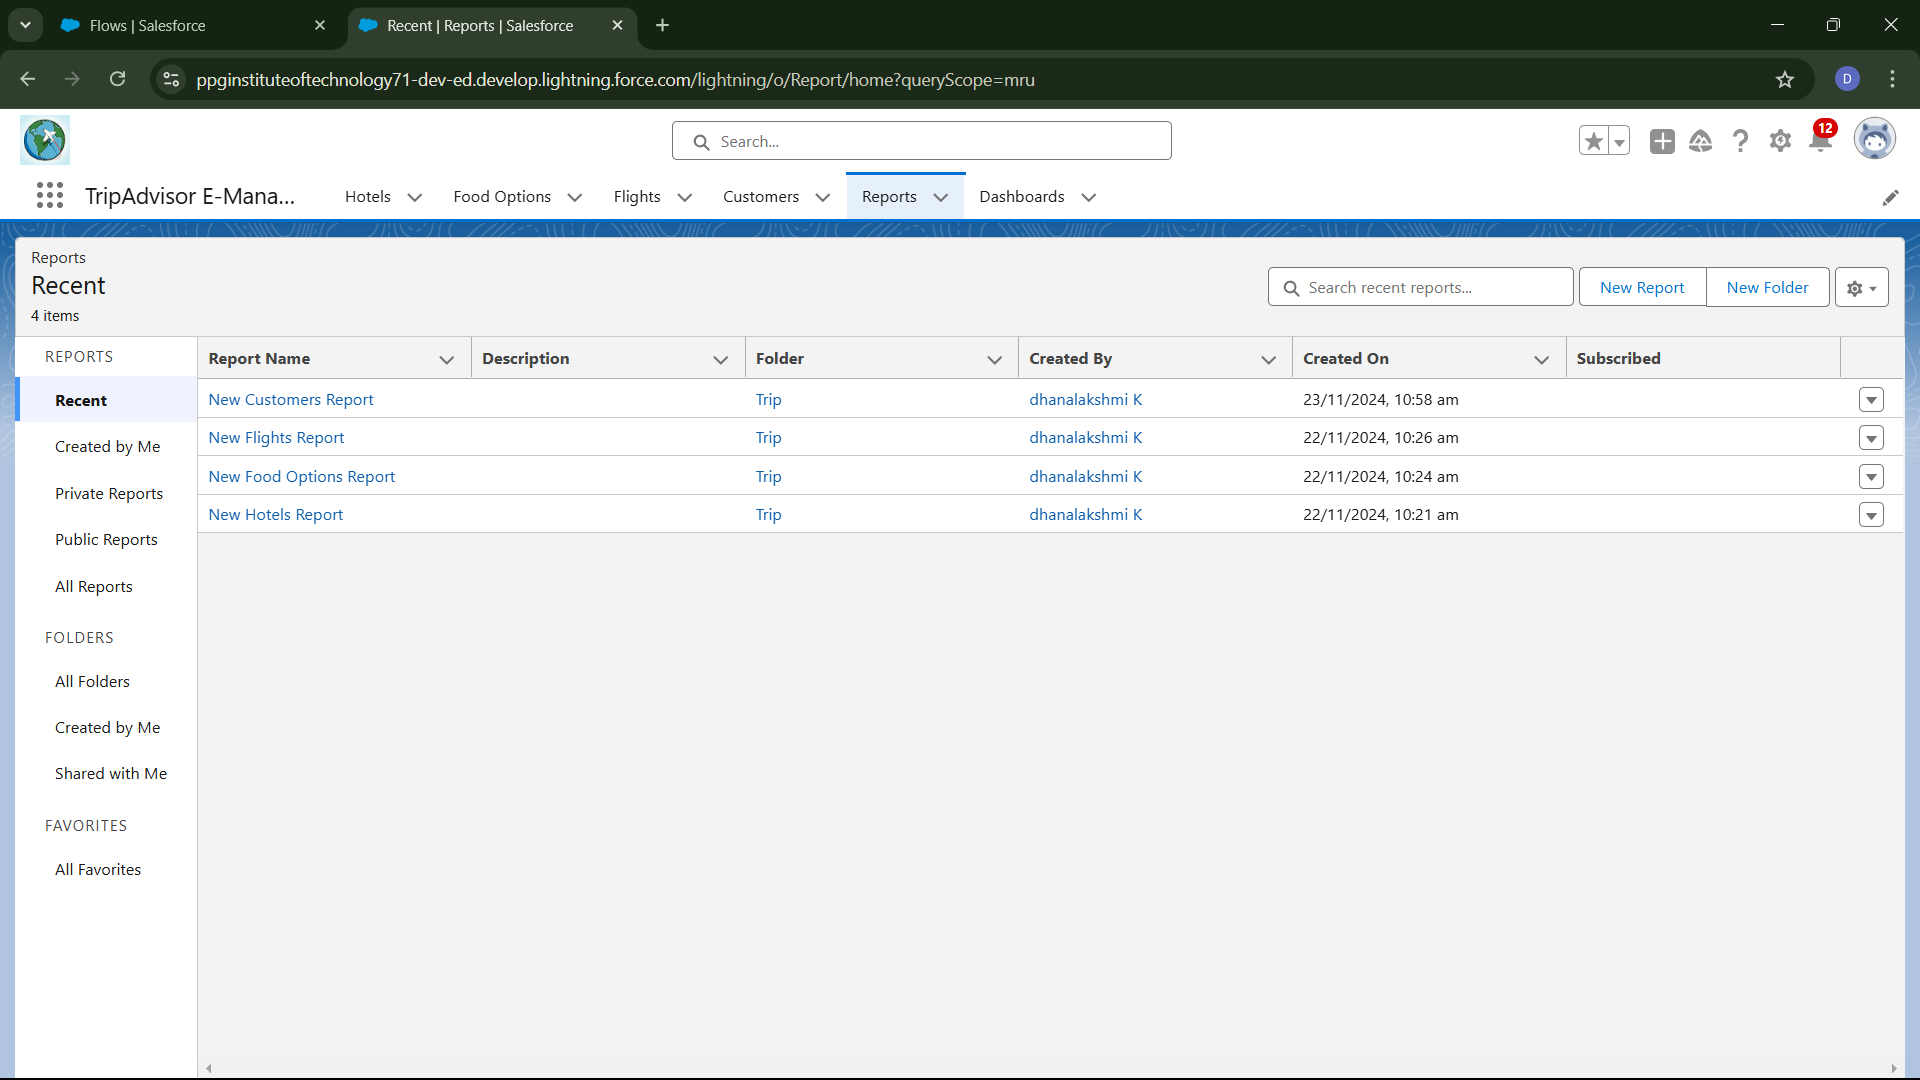 Flows | Salesforce
Recent | Reports | Salesforce
ppginstituteoftechnology71-dev-ed.develop.lightning.force.com/lightning/o/Report/home?queryScope=mru
D
Search...
12
TripAdvisor E-Mana...
Hotels
Food Options
Flights
Customers
Reports
Dashboards
Reports
Recent
4 items
Search recent reports...
New Report
New Folder
REPORTS
Recent
Created by Me
Private Reports
Public Reports
All Reports
FOLDERS
All Folders
Created by Me
Shared with Me
FAVORITES
All Favorites
Report Name Description Folder Created By Created On Subscribed
New Customers Report Trip dhanalakshmi K 23/11/2024, 10:58 am
New Flights Report Trip dhanalakshmi K 22/11/2024, 10:26 am
New Food Options Report Trip dhanalakshmi K 22/11/2024, 10:24 am
New Hotels Report Trip dhanalakshmi K 22/11/2024, 10:21 am